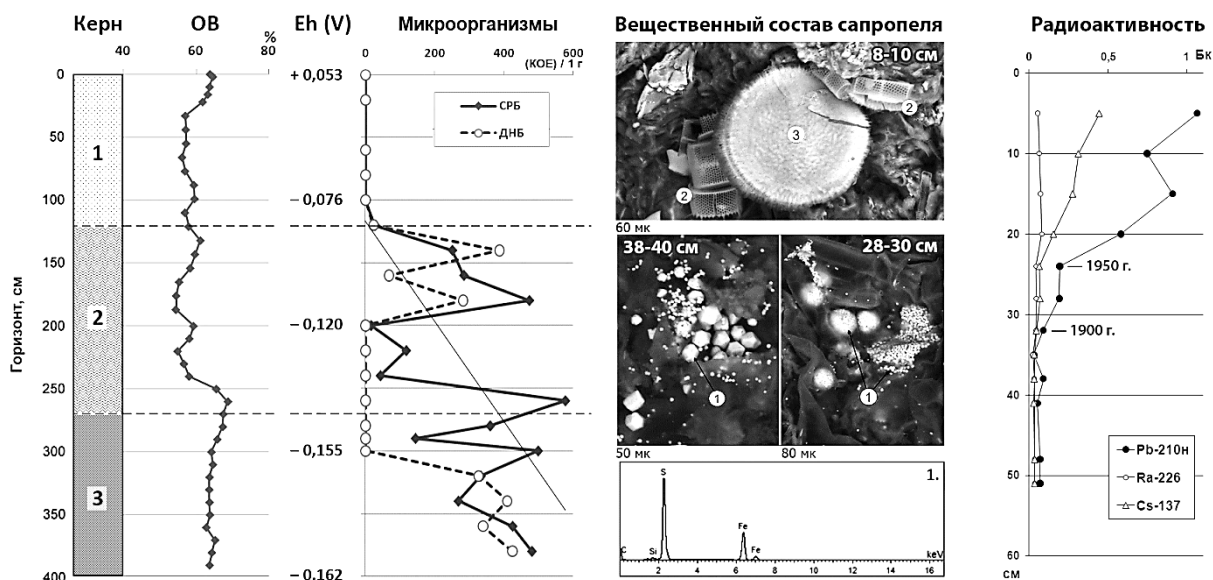 Керн
ОВ
Eh (V)
Микроорганизмы
Вещественный состав сапропеля
Радиоактивность
%
40 60 80
0 200 400 600
(КОЕ) / 1 г
0 0,5 1 Бк
Горизонт, см
0
50
100
150
200
250
300
350
400
1
2
3
+ 0,053
− 0,076
− 0,120
− 0,155
− 0,162
СРБ
ДНБ
8-10 см
2
3
2
60 мк
38-40 см
28-30 см
1
1
50 мк
80 мк
1.
S
Fe
Fe
C
Si
keV
2 4 6 8 10 12 14 16
0
10
20
30
40
50
60
см
1950 г.
1900 г.
Pb-210н
Ra-226
Cs-137